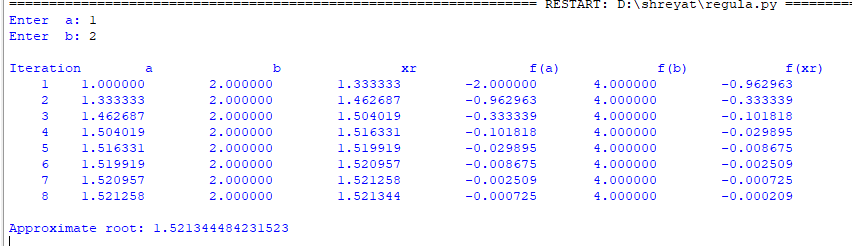 ======================================================================= RESTART: D:\shreyat\regula.py =========
Enter  a: 1
Enter  b: 2
Iteration        a               b               xr              f(a)            f(b)            f(xr)
    1    1.000000        2.000000        1.333333        -2.000000       4.000000        -0.962963
    2    1.333333        2.000000        1.462687        -0.962963       4.000000        -0.333339
    3    1.462687        2.000000        1.504019        -0.333339       4.000000        -0.101818
    4    1.504019        2.000000        1.516331        -0.101818       4.000000        -0.029895
    5    1.516331        2.000000        1.519919        -0.029895       4.000000        -0.008675
    6    1.519919        2.000000        1.520957        -0.008675       4.000000        -0.002509
    7    1.520957        2.000000        1.521258        -0.002509       4.000000        -0.000725
    8    1.521258        2.000000        1.521344        -0.000725       4.000000        -0.000209
Approximate root: 1.521344484231523